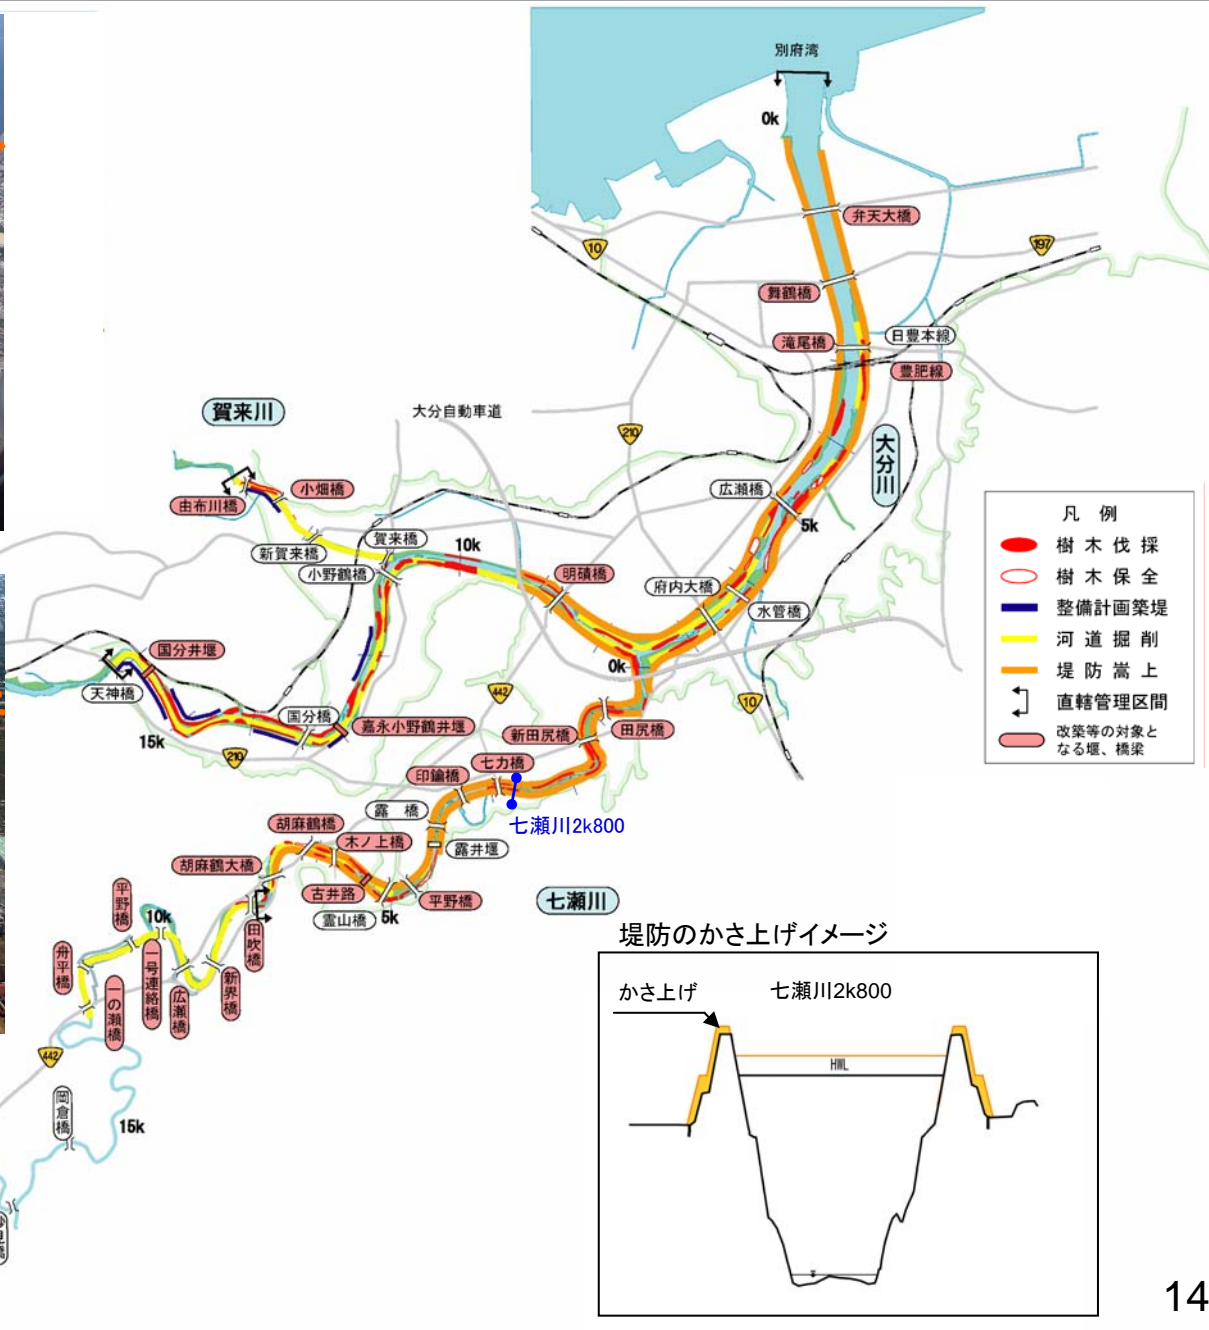 別府湾
0k
弁天大橋
10
197
舞鶴橋
滝尾橋
日豊本線
豊肥線
賀来川
大分自動車道
210
大分川
小畑橋
由布川橋
広瀬橋
5k
凡 例
樹 木 伐 採
樹 木 保 全
整備計画築堤
河 道 掘 削
堤 防 嵩 上
直轄管理区間
改築等の対象と
なる堰、橋梁
賀来橋
10k
新賀来橋
小野鶴橋
明磧橋
府内大橋
水管橋
国分井堰
0k
天神橋
442
10
国分橋
嘉永小野鶴井堰
15k
210
新田尻橋
田尻橋
七力橋
印鑰橋
七瀬川2k800
露 橋
胡麻鶴橋
木ノ上橋
露井堰
胡麻鶴大橋
古井路
平野橋
七瀬川
霊山橋
5k
平野橋
10k
田吹橋
舟平橋
一号連絡橋
一の瀬橋
広瀬橋
新界橋
442
岡倉橋
15k
堤防のかさ上げイメージ
かさ上げ
七瀬川2k800
HWL
14